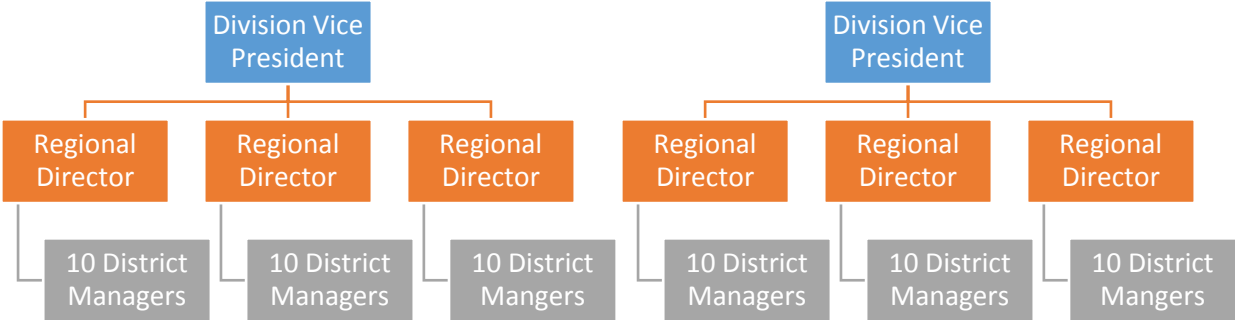 Division Vice
President
Division Vice
President
Regional
Director
Regional
Director
Regional
Director
Regional
Director
Regional
Director
Regional
Director
10 District
Managers
10 District
Managers
10 District
Mangers
10 District
Managers
10 District
Managers
10 District
Mangers